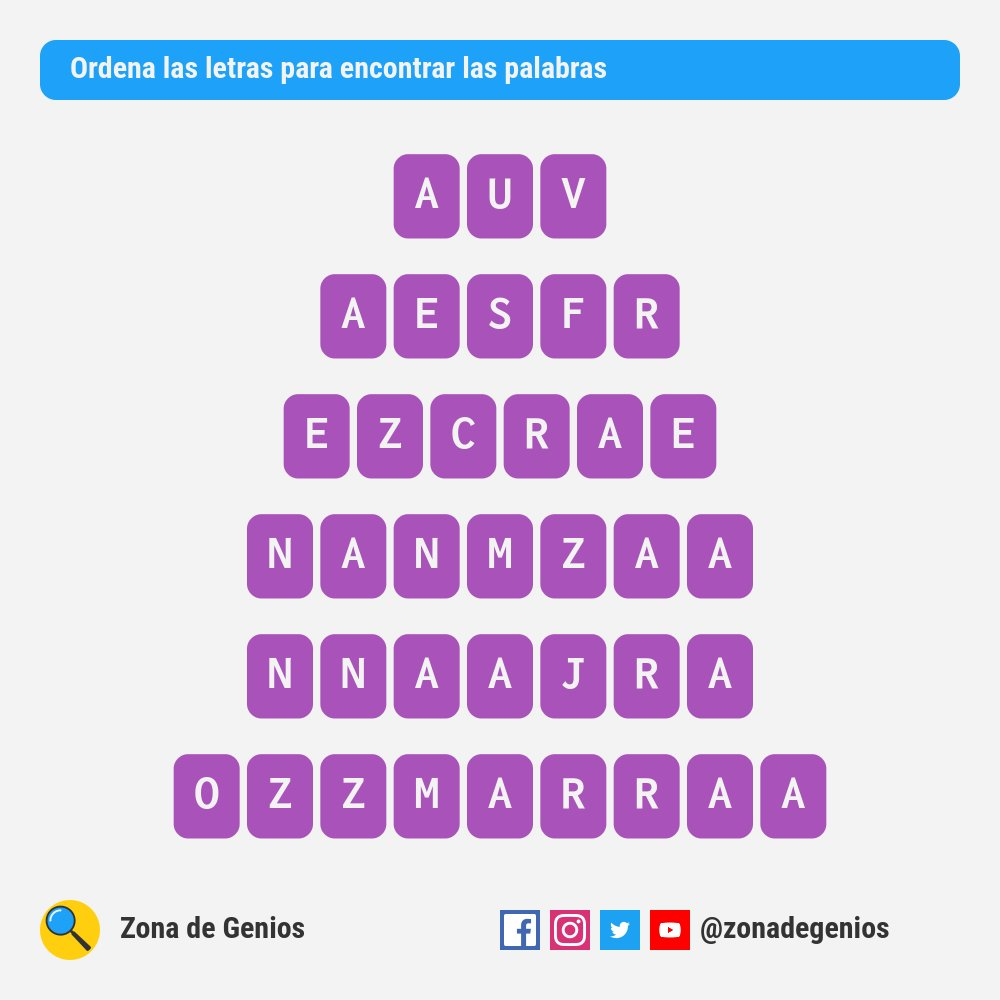 Ordena las letras para encontrar las palabras
A U V
A E S F R
E Z C R A E
N A N M Z A A
N N A A J R A
O Z Z M A R R A A
Zona de Genios
@zonadegenios